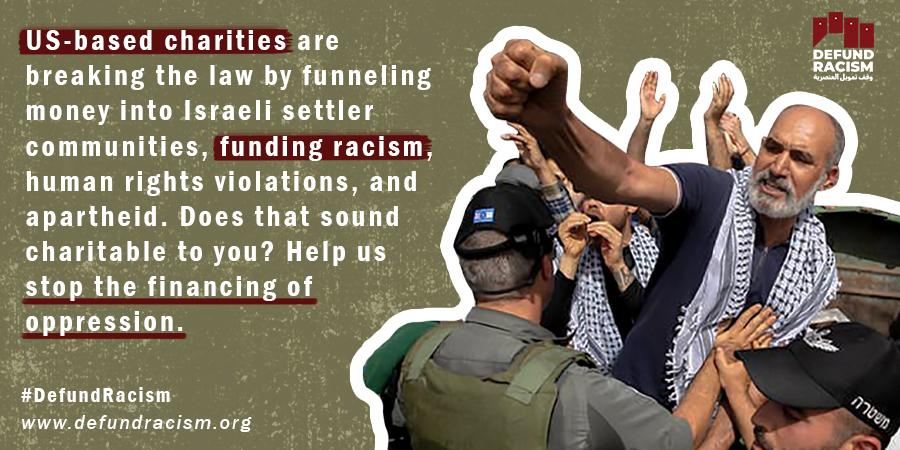 US-based charities are
breaking the law by funneling
money into Israeli settler
communities, funding racism,
human rights violations, and
apartheid. Does that sound
charitable to you? Help us
stop the financing of
oppression.
#DefundRacism
www.defundracism.org
DEFUND
RACISM
وقف تمويل العنصرية
משטרה